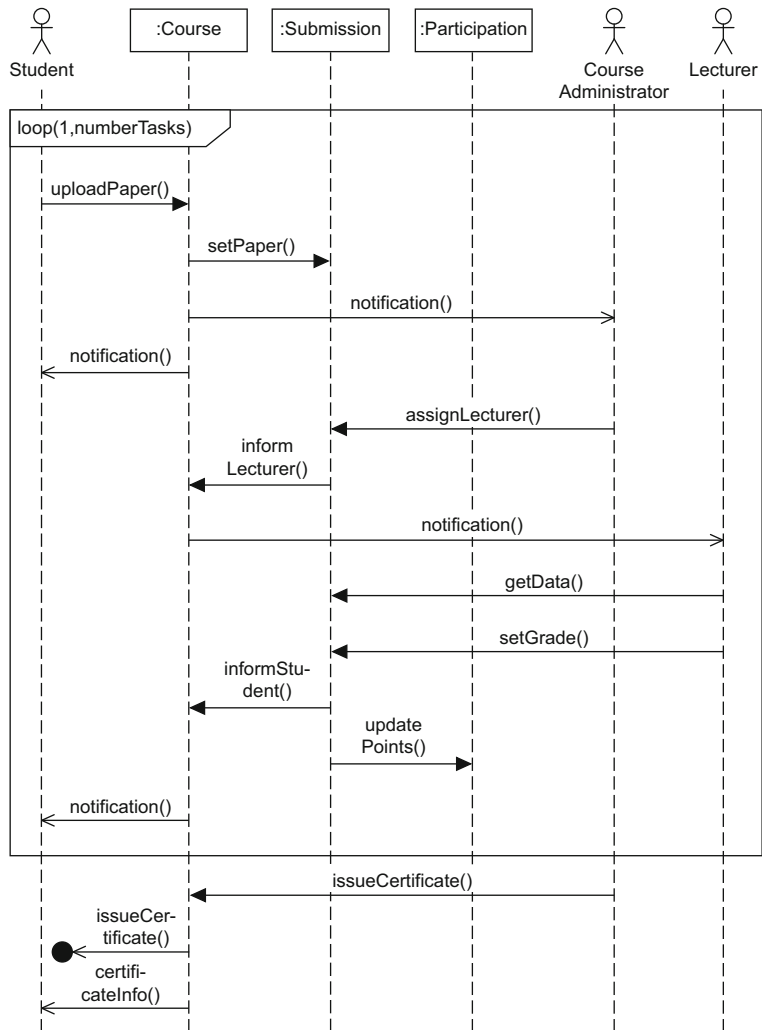 :Course
:Submission
:Participation
Student
Course
Administrator
Lecturer
loop(1,numberTasks)
uploadPaper()
setPaper()
notification()
notification()
assignLecturer()
inform
Lecturer()
notification()
getData()
setGrade()
informStu-
dent()
update
Points()
notification()
issueCertificate()
issueCer-
tificate()
certifi-
cateInfo()